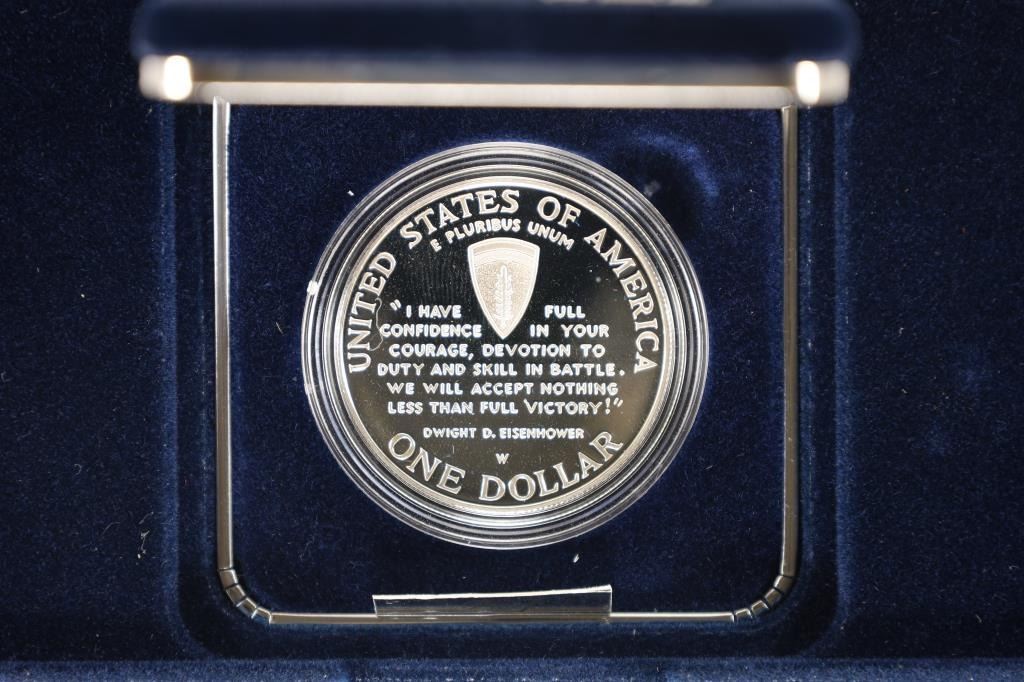 UNITED STATES OF AMERICA
E PLURIBUS UNUM
"I HAVE FULL
CONFIDENCE IN YOUR
COURAGE, DEVOTION TO
DUTY AND SKILL IN BATTLE.
WE WILL ACCEPT NOTHING
LESS THAN FULL VICTORY!"
DWIGHT D. EISENHOWER
W
ONE DOLLAR